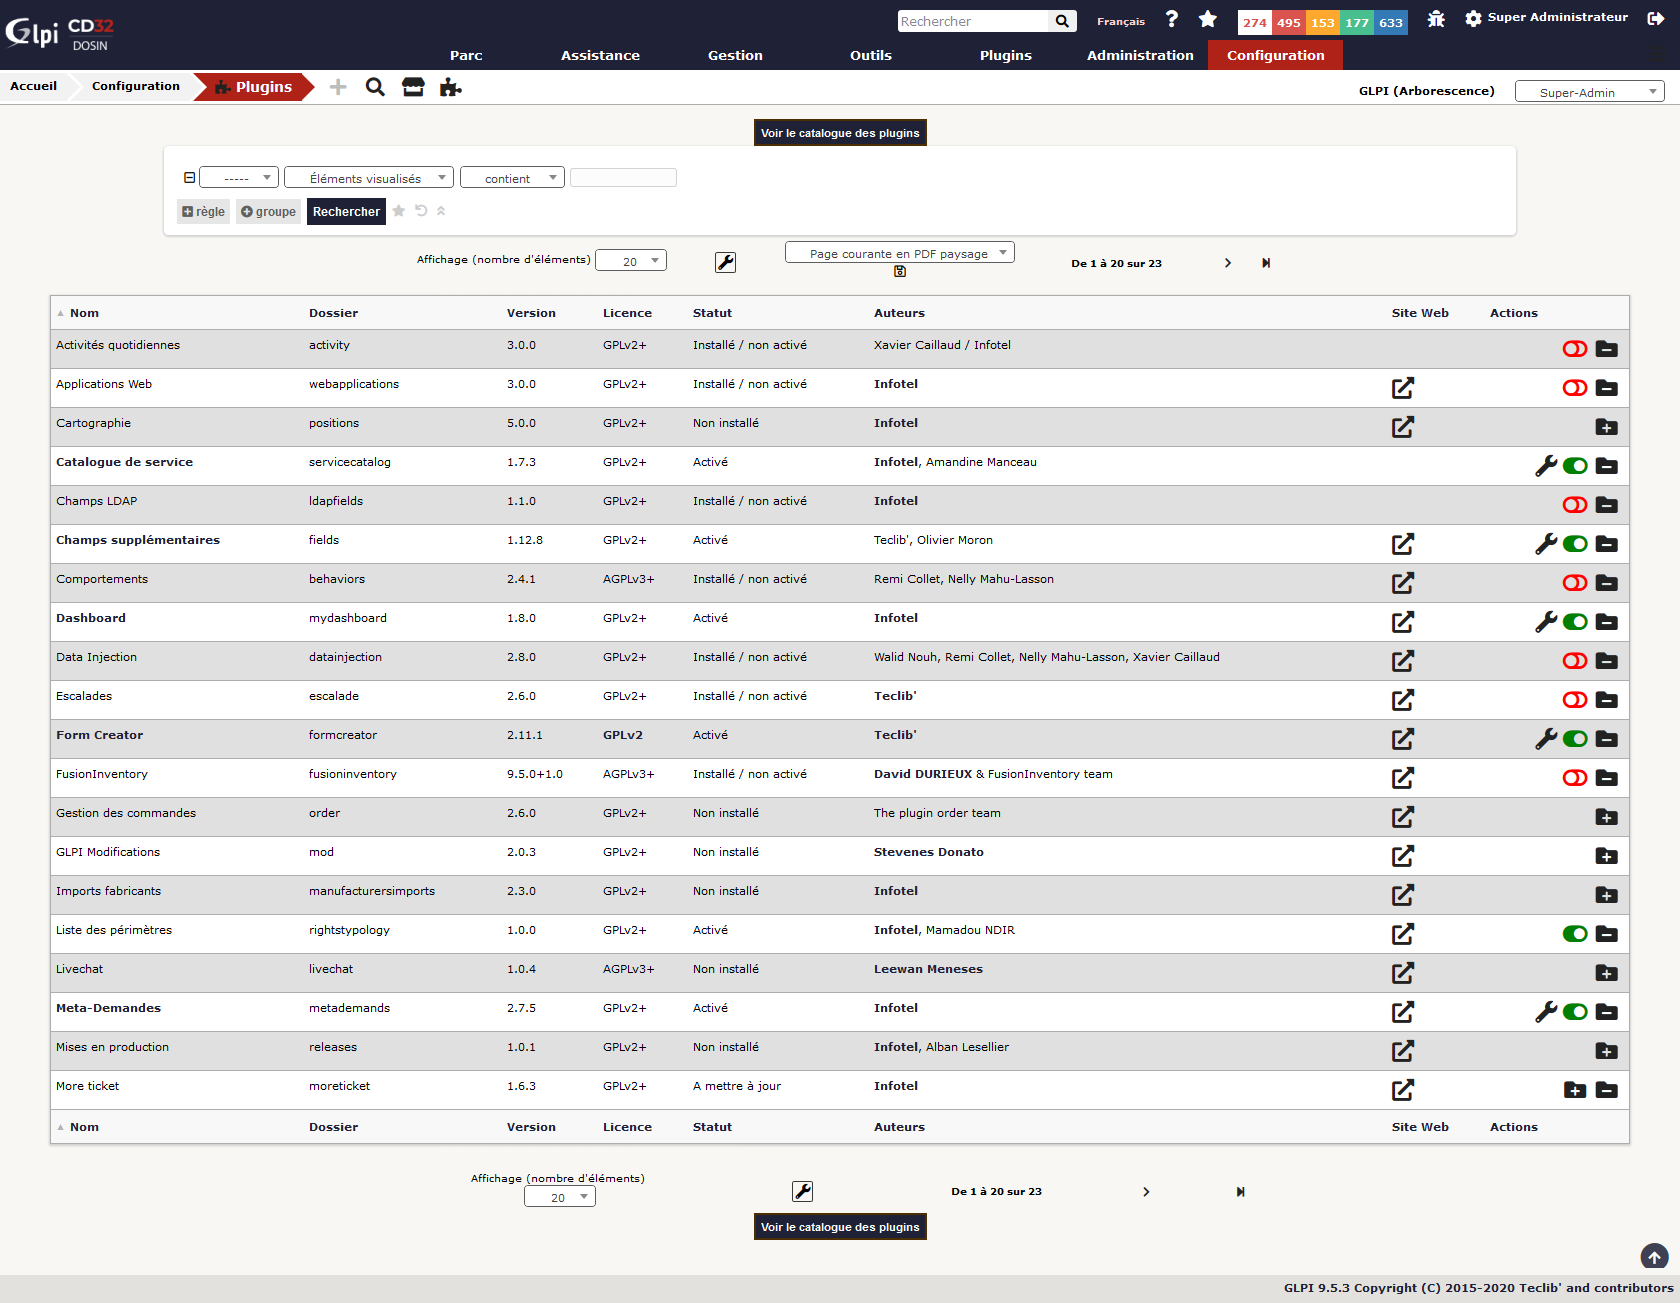 Glpi CD32 DOSIN
Rechercher Français ? 274 495 153 177 633 Super Administrateur
Parc Assistance Gestion Outils Plugins Administration Configuration
Accueil Configuration Plugins GLPI (Arborescence) Super-Admin
Voir le catalogue des plugins
----- Éléments visualisés contient
règle groupe Rechercher
Affichage (nombre d'éléments) 20 Page courante en PDF paysage De 1 à 20 sur 23
Nom Dossier Version Licence Statut Auteurs Site Web Actions
Activités quotidiennes activity 3.0.0 GPLv2+ Installé / non activé Xavier Caillaud / Infotel
Applications Web webapplications 3.0.0 GPLv2+ Installé / non activé Infotel
Cartographie positions 5.0.0 GPLv2+ Non installé Infotel
Catalogue de service servicecatalog 1.7.3 GPLv2+ Activé Infotel, Amandine Manceau
Champs LDAP ldapfields 1.1.0 GPLv2+ Installé / non activé Infotel
Champs supplémentaires fields 1.12.8 GPLv2+ Activé Teclib', Olivier Moron
Comportements behaviors 2.4.1 AGPLv3+ Installé / non activé Remi Collet, Nelly Mahu-Lasson
Dashboard mydashboard 1.8.0 GPLv2+ Activé Infotel
Data Injection datainjection 2.8.0 GPLv2+ Installé / non activé Walid Nouh, Remi Collet, Nelly Mahu-Lasson, Xavier Caillaud
Escalades escalade 2.6.0 GPLv2+ Installé / non activé Teclib'
Form Creator formcreator 2.11.1 GPLv2 Activé Teclib'
FusionInventory fusioninventory 9.5.0+1.0 AGPLv3+ Installé / non activé David DURIEUX & FusionInventory team
Gestion des commandes order 2.6.0 GPLv2+ Non installé The plugin order team
GLPI Modifications mod 2.0.3 GPLv2+ Non installé Stevenes Donato
Imports fabricants manufacturersimports 2.3.0 GPLv2+ Non installé Infotel
Liste des périmètres rightstypology 1.0.0 GPLv2+ Activé Infotel, Mamadou NDIR
Livechat livechat 1.0.4 AGPLv3+ Non installé Leewan Meneses
Meta-Demandes metademands 2.7.5 GPLv2+ Activé Infotel
Mises en production releases 1.0.1 GPLv2+ Non installé Infotel, Alban Lesellier
More ticket moreticket 1.6.3 GPLv2+ A mettre à jour Infotel
Nom Dossier Version Licence Statut Auteurs Site Web Actions
Affichage (nombre d'éléments)
20 De 1 à 20 sur 23
Voir le catalogue des plugins
GLPI 9.5.3 Copyright (C) 2015-2020 Teclib' and contributors